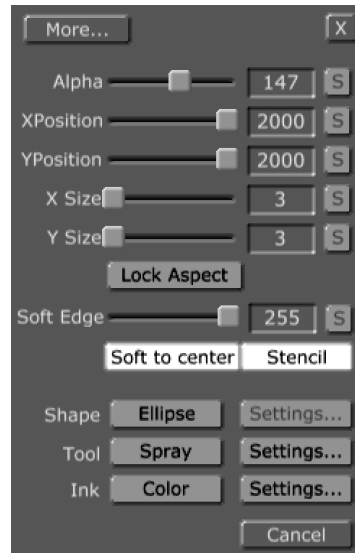 More... X
Alpha 147 S
XPosition 2000 S
YPosition 2000 S
X Size 3 S
Y Size 3 S
Lock Aspect
Soft Edge 255 S
Soft to center Stencil
Shape Ellipse Settings...
Tool Spray Settings...
Ink Color Settings...
Cancel